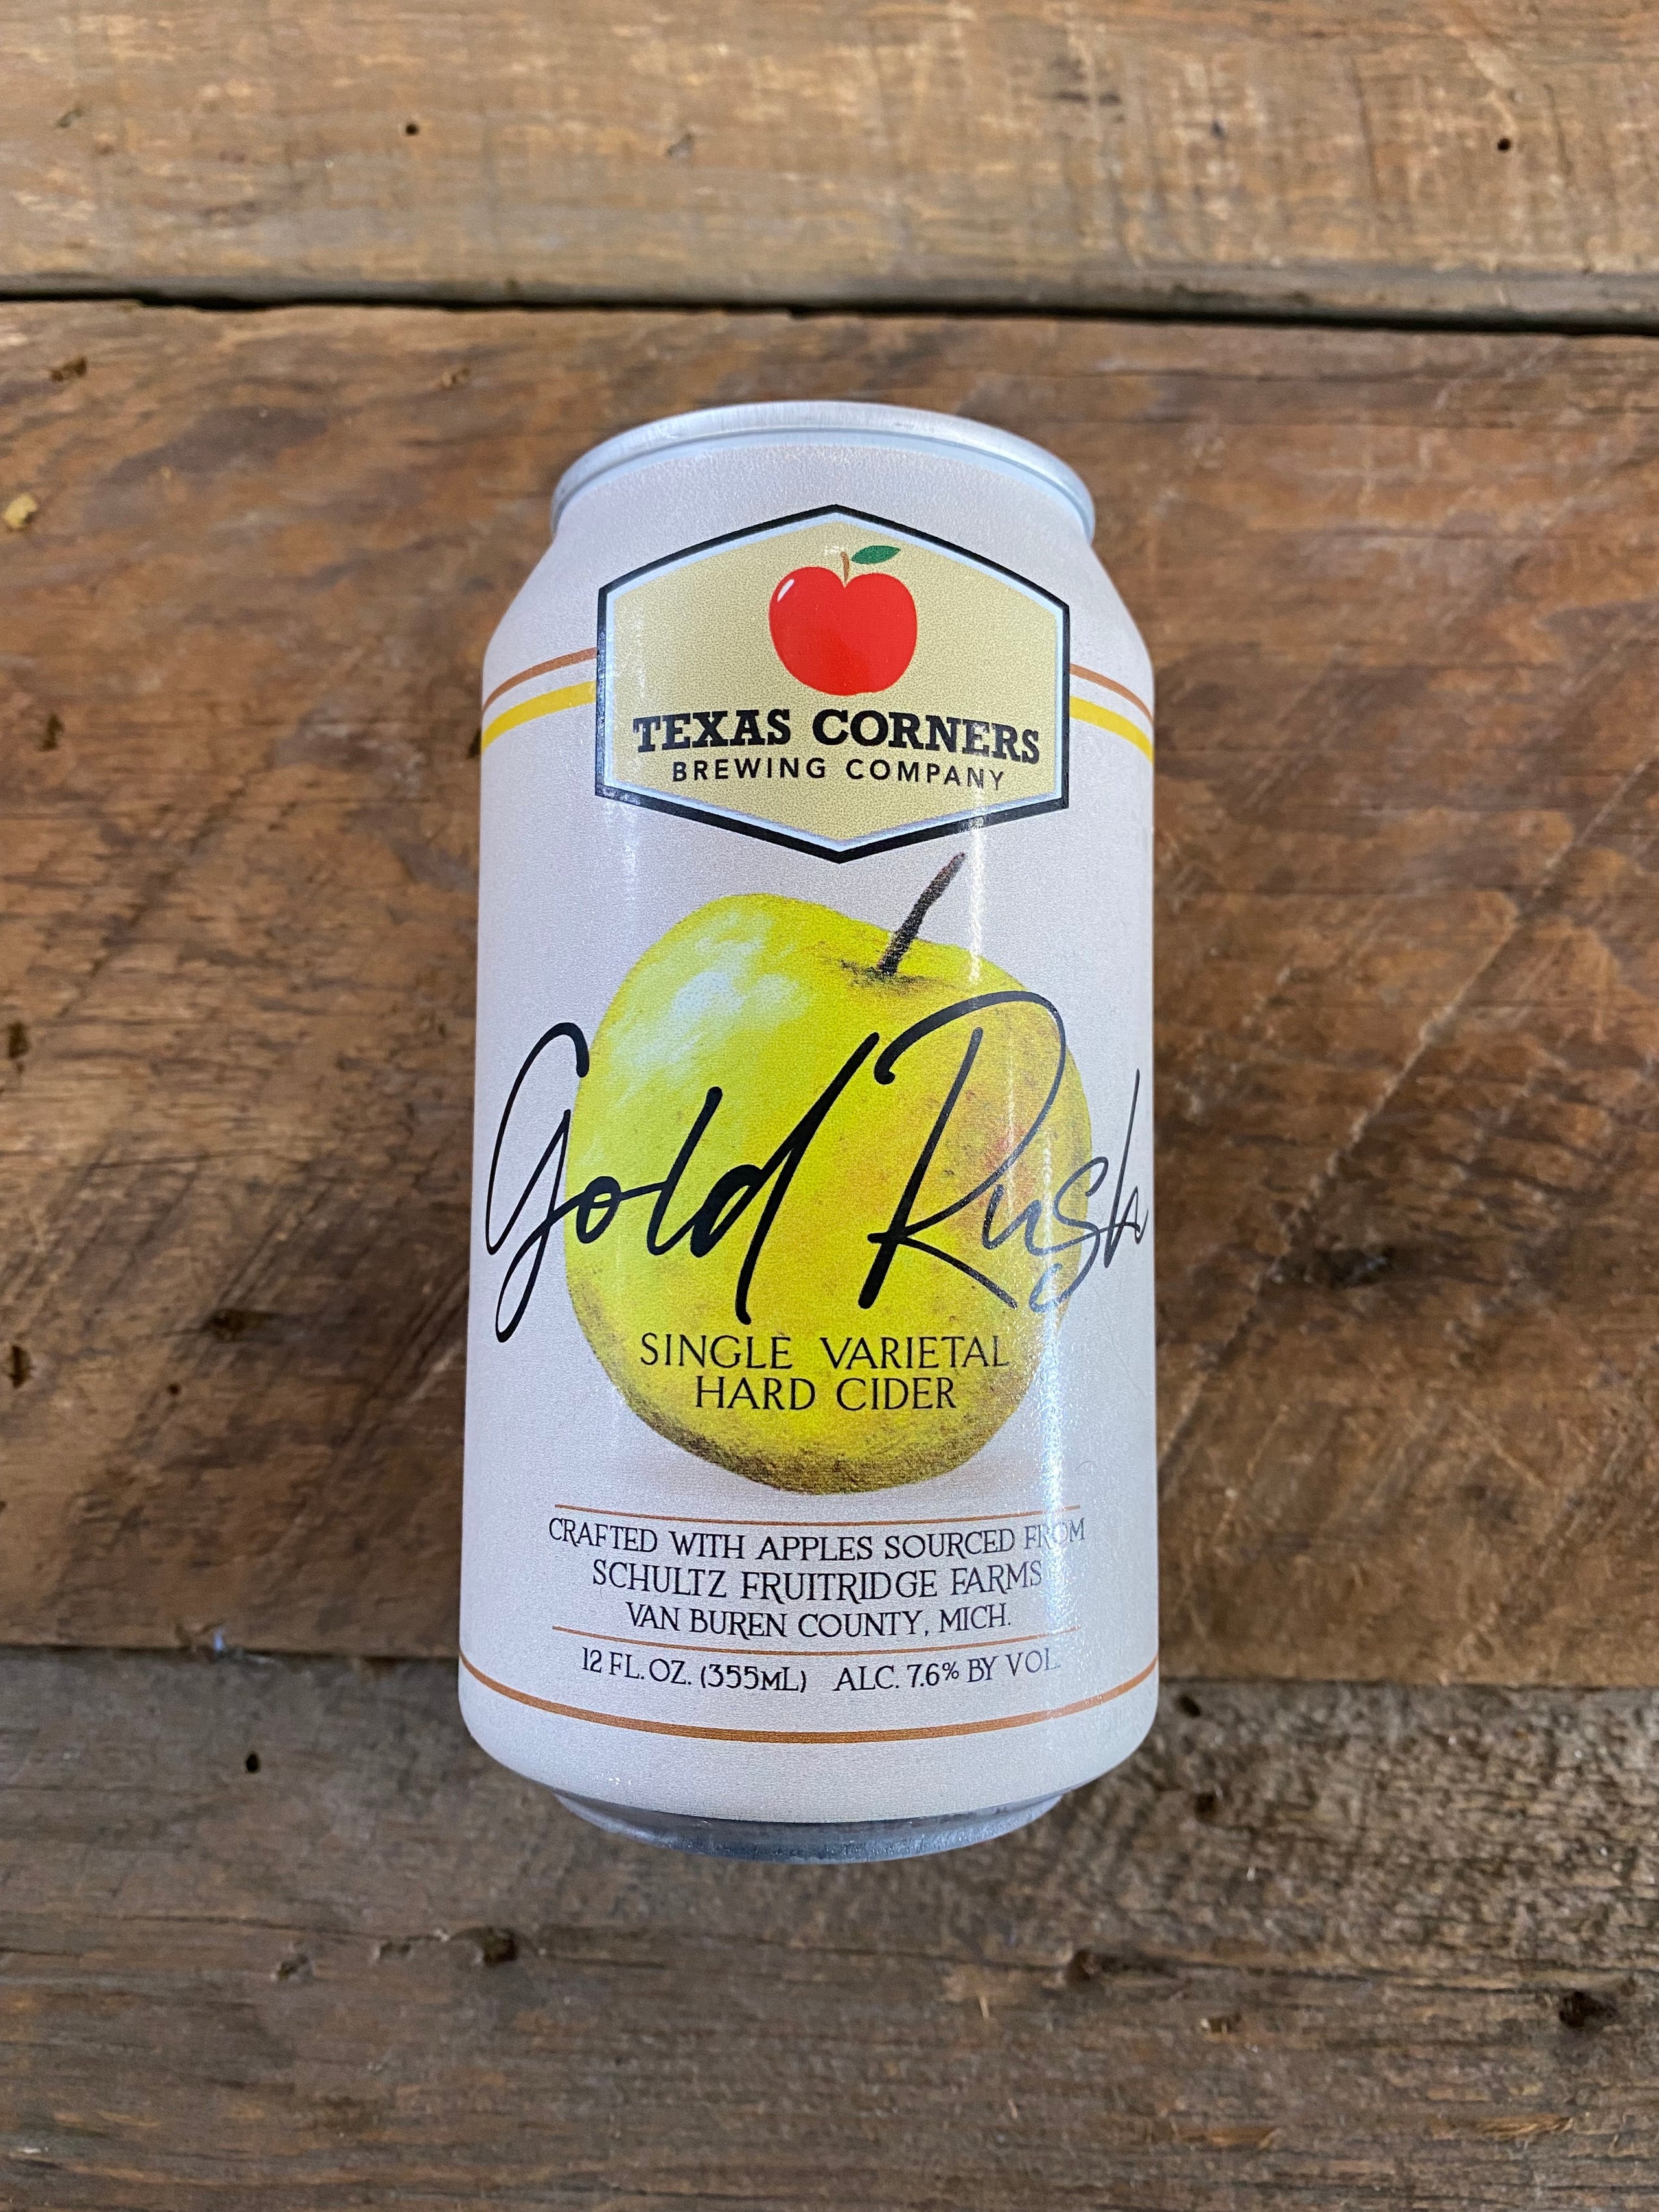 TEXAS CORNERS
BREWING COMPANY
Gold Rush
SINGLE VARIETAL
HARD CIDER
CRAFTED WITH APPLES SOURCED FROM
SCHULTZ FRUITRIDGE FARMS
VAN BUREN COUNTY, MICH.
12 FL. OZ. (355ML) ALC. 7.6% BY VOL.